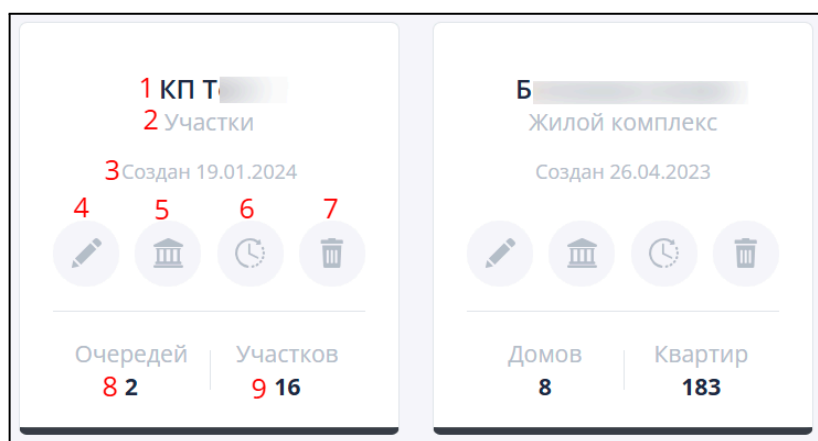 1 КП Т
2 Участки
3 Создан 19.01.2024
4 5 6 7
Очередей Участков
8 2 9 16
Б
Жилой комплекс
Создан 26.04.2023
Домов Квартир
8 183